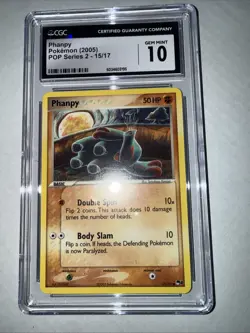 CGC
CERTIFIED GUARANTY COMPANY
Phanpy
Pokémon (2005)
POP Series 2 - 15/17
GEM MINT
10
Phanpy
50 HP
BASIC
Double Spin
10x
Flip 2 coins. This attack does 10 damage
times the number of heads.
Body Slam
10
Flip a coin. If heads, the Defending Pokémon
is now Paralyzed.